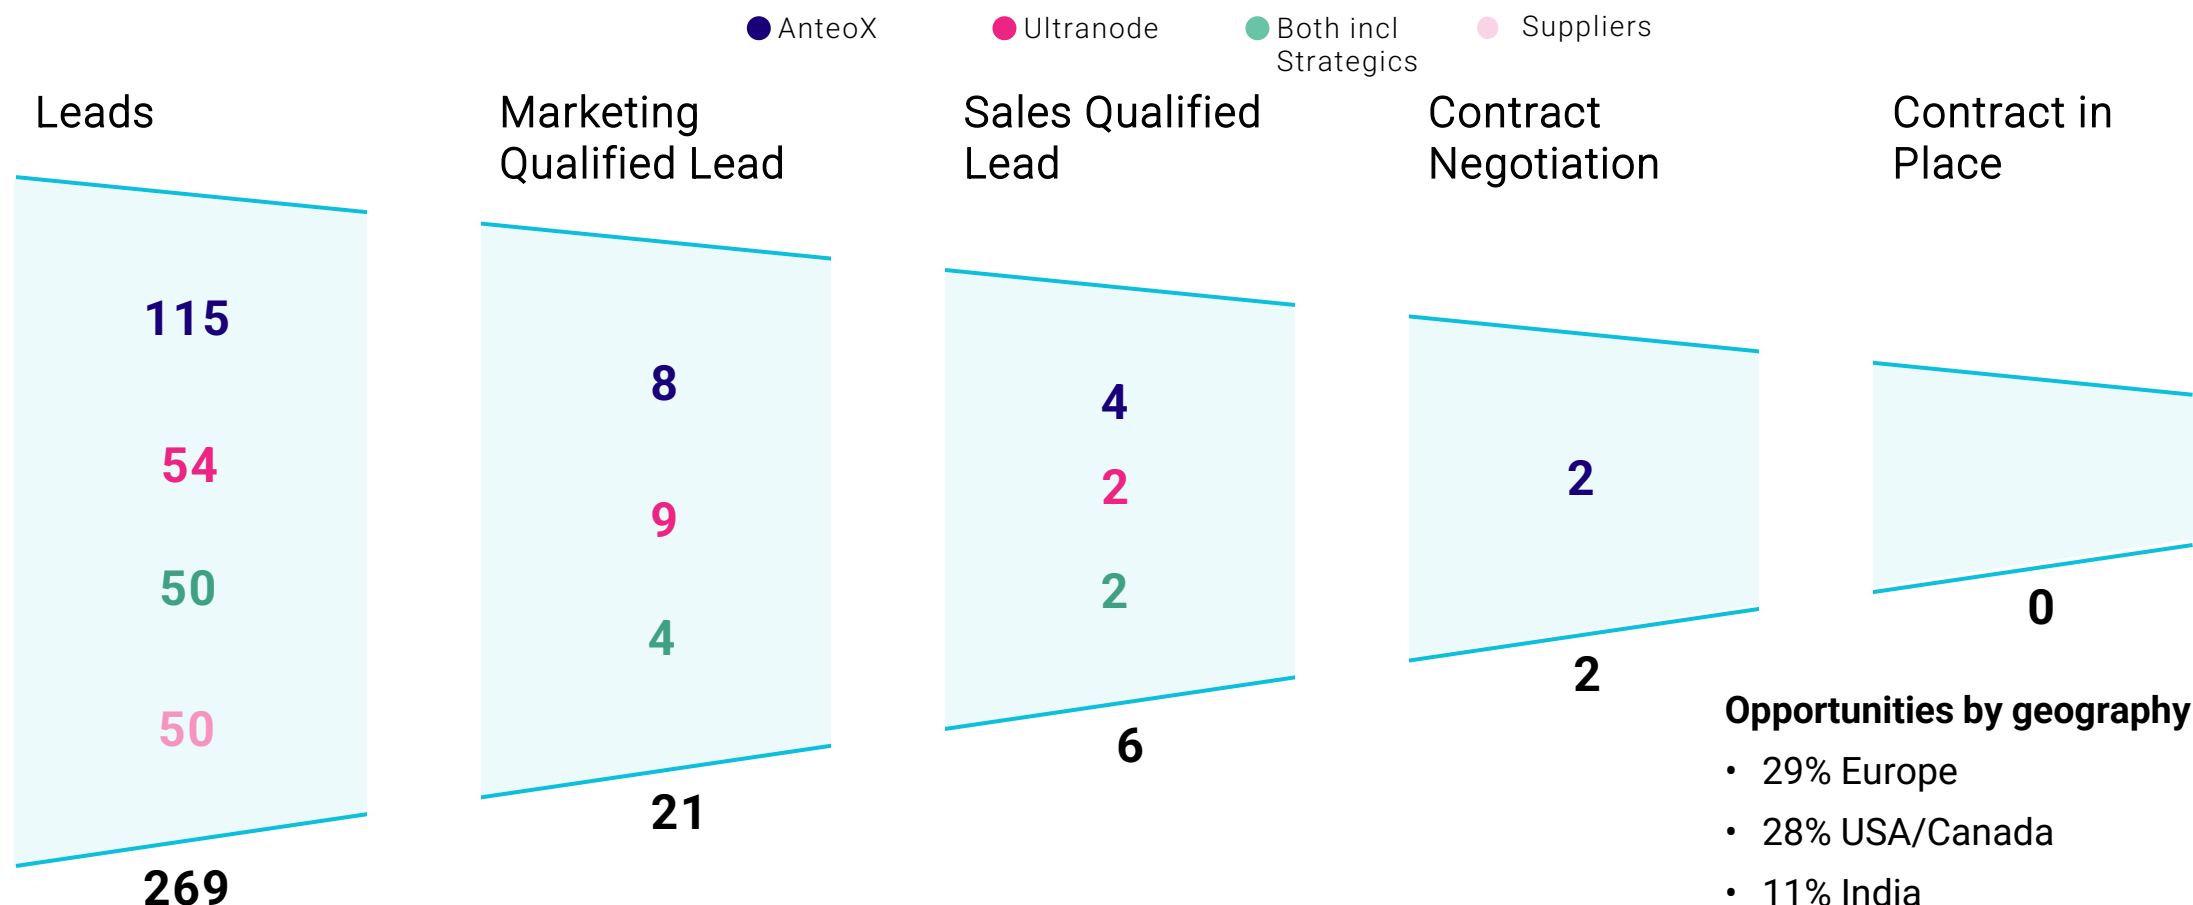 AnteoX
Ultranode
Both incl
Strategics
Suppliers
Leads
Marketing
Qualified Lead
Sales Qualified
Lead
Contract
Negotiation
Contract in
Place
115
54
50
50
269
8
9
4
21
4
2
2
6
2
2
0
Opportunities by geography
• 29% Europe
• 28% USA/Canada
• 11% India